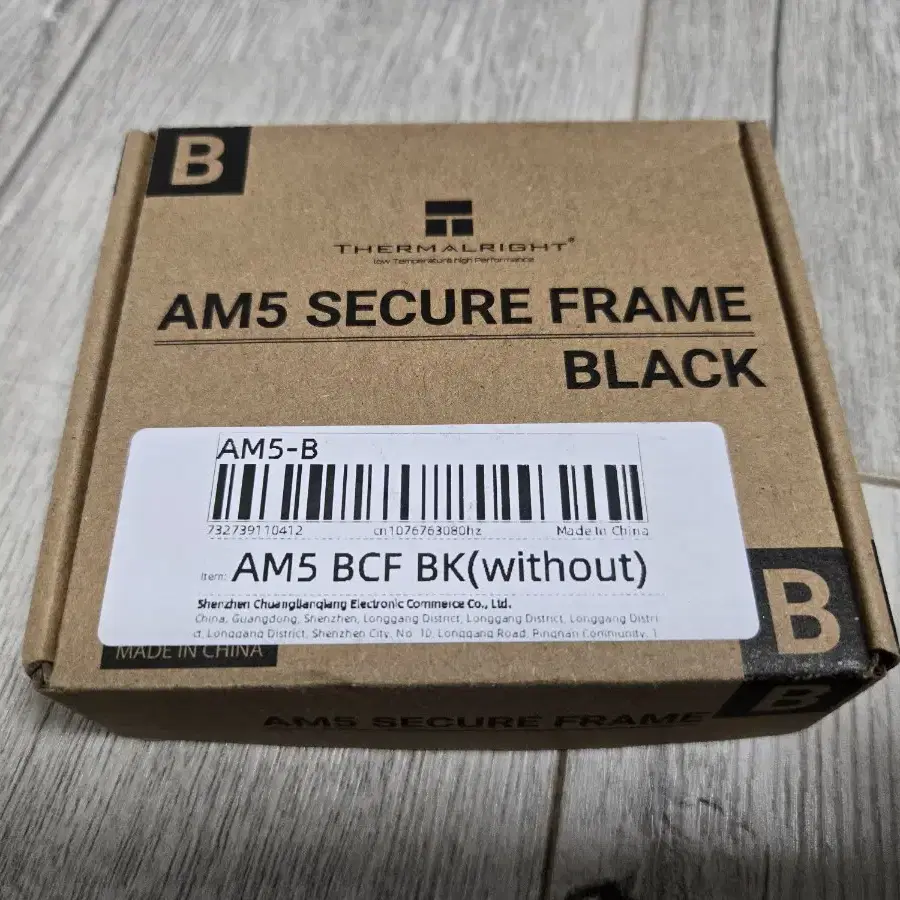 B
THERMALRIGHT®
low Temperature high Performance
AM5 SECURE FRAME
BLACK
AM5-B
732739110412 cn1076763080hz Made In China
Item: AM5 BCF BK(without)
Shenzhen Chuanglianqiang Electronic Commerce Co., Ltd.
China, Guangdong, Shenzhen, Longgang District, Longgang District, Longgang Distri
ct, Longgang District, Shenzhen City, No. 10, Longgang Road, Pingnan Community, 1
B
MADE IN CHINA
B
AM5 SECURE FRAME